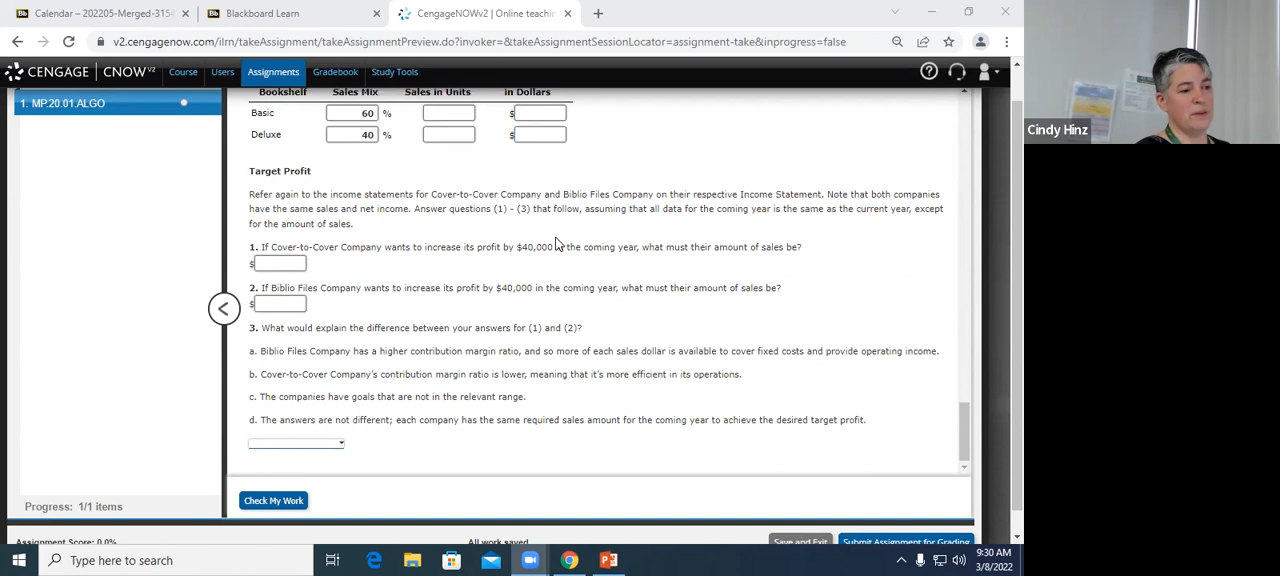 Calendar – 202205-Merged-3154
Blackboard Learn
CengageNOWv2 | Online teachin
v2.cengagenow.com/ilrn/takeAssignment/takeAssignmentPreview.do?invoker=&takeAssignmentSessionLocator=assignment-take&inprogress=false
CENGAGE | CNOWv2 Course Users Assignments Gradebook Study Tools
1. MP.20.01.ALGO
Bookshelf Sales Mix Sales in Units in Dollars
Basic 60 % $
Deluxe 40 % $
Target Profit
Refer again to the income statements for Cover-to-Cover Company and Biblio Files Company on their respective Income Statement. Note that both companies
have the same sales and net income. Answer questions (1) - (3) that follow, assuming that all data for the coming year is the same as the current year, except
for the amount of sales.
1. If Cover-to-Cover Company wants to increase its profit by $40,000 in the coming year, what must their amount of sales be?
$
2. If Biblio Files Company wants to increase its profit by $40,000 in the coming year, what must their amount of sales be?
$
3. What would explain the difference between your answers for (1) and (2)?
a. Biblio Files Company has a higher contribution margin ratio, and so more of each sales dollar is available to cover fixed costs and provide operating income.
b. Cover-to-Cover Company's contribution margin ratio is lower, meaning that it's more efficient in its operations.
c. The companies have goals that are not in the relevant range.
d. The answers are not different; each company has the same required sales amount for the coming year to achieve the desired target profit.
Check My Work
Progress: 1/1 items
Assignment Score: 0.0%
All work saved.
Save and Exit
Submit Assignment for Grading
Type here to search
9:30 AM
3/8/2022
Cindy Hinz